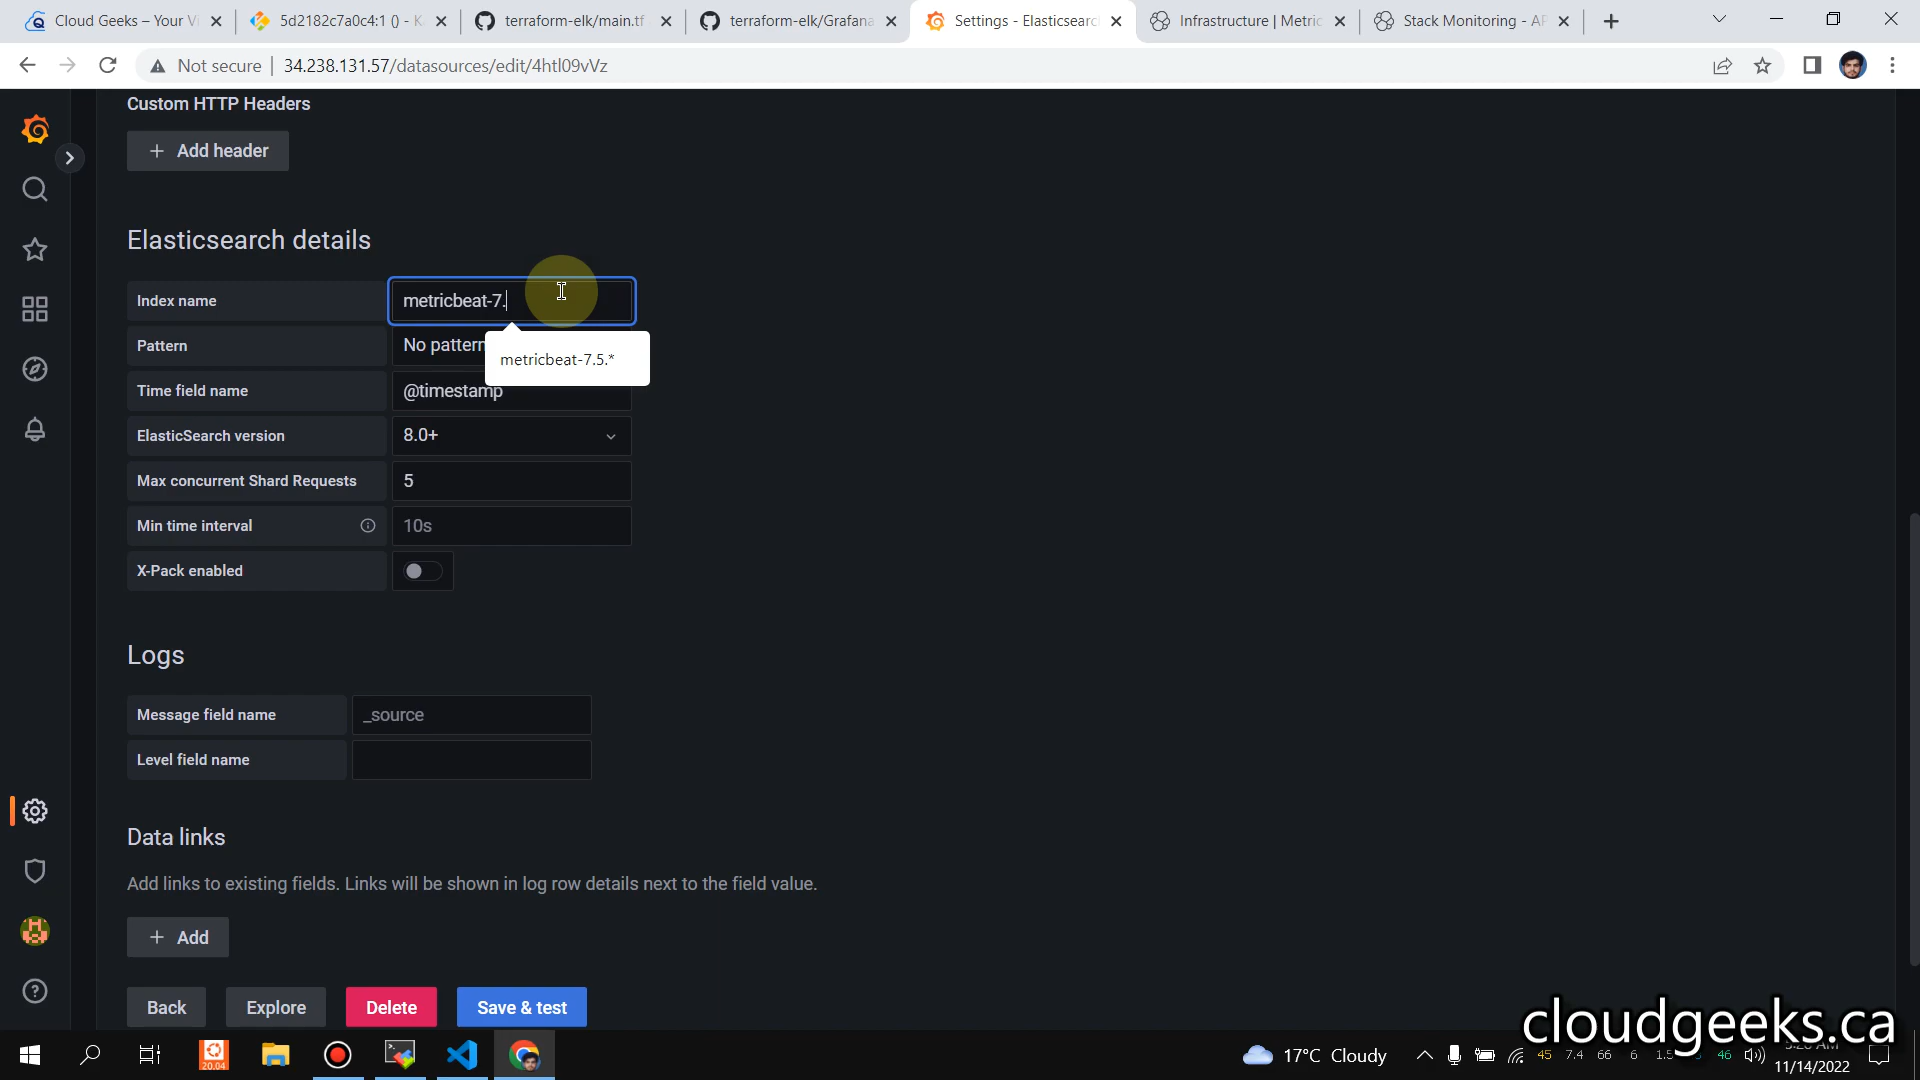 Cloud Geeks – Your Vi
5d2182c7a0c4:1 () - K
terraform-elk/main.tf
terraform-elk/Grafana
Settings - Elasticsearc
Infrastructure | Metric
Stack Monitoring - AP
Not secure
34.238.131.57/datasources/edit/4htl09vVz
Custom HTTP Headers
+ Add header
Elasticsearch details
Index name
metricbeat-7.
Pattern
No pattern
metricbeat-7.5.*
Time field name
@timestamp
ElasticSearch version
8.0+
Max concurrent Shard Requests
5
Min time interval
10s
X-Pack enabled
Logs
Message field name
_source
Level field name
Data links
Add links to existing fields. Links will be shown in log row details next to the field value.
+ Add
Back
Explore
Delete
Save & test
cloudgeeks.ca
20.04
17°C Cloudy
45 7.4 66 6 1.5
46
11/14/2022